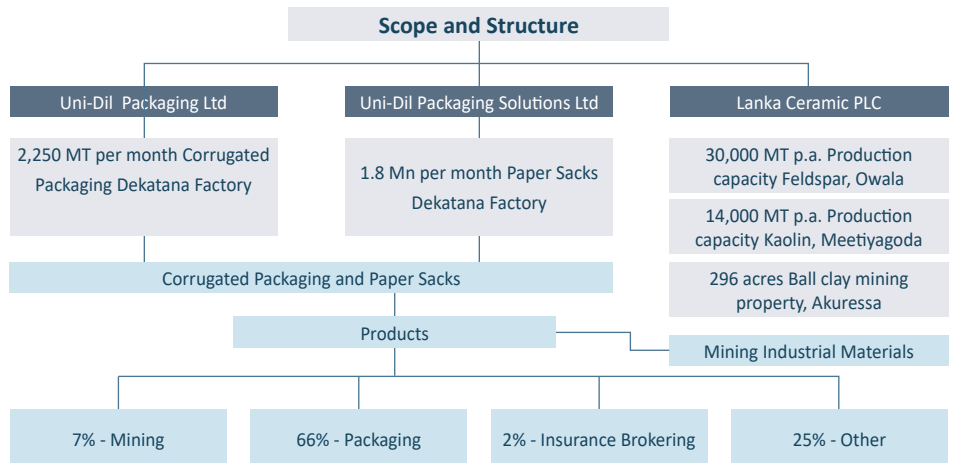 Scope and Structure
Uni-Dil Packaging Ltd
Uni-Dil Packaging Solutions Ltd
Lanka Ceramic PLC
2,250 MT per month Corrugated
Packaging Dekatana Factory
1.8 Mn per month Paper Sacks
Dekatana Factory
30,000 MT p.a. Production
capacity Feldspar, Owala
14,000 MT p.a. Production
capacity Kaolin, Meetiyagoda
296 acres Ball clay mining
property, Akuressa
Corrugated Packaging and Paper Sacks
Products
Mining Industrial Materials
7% - Mining
66% - Packaging
2% - Insurance Brokering
25% - Other